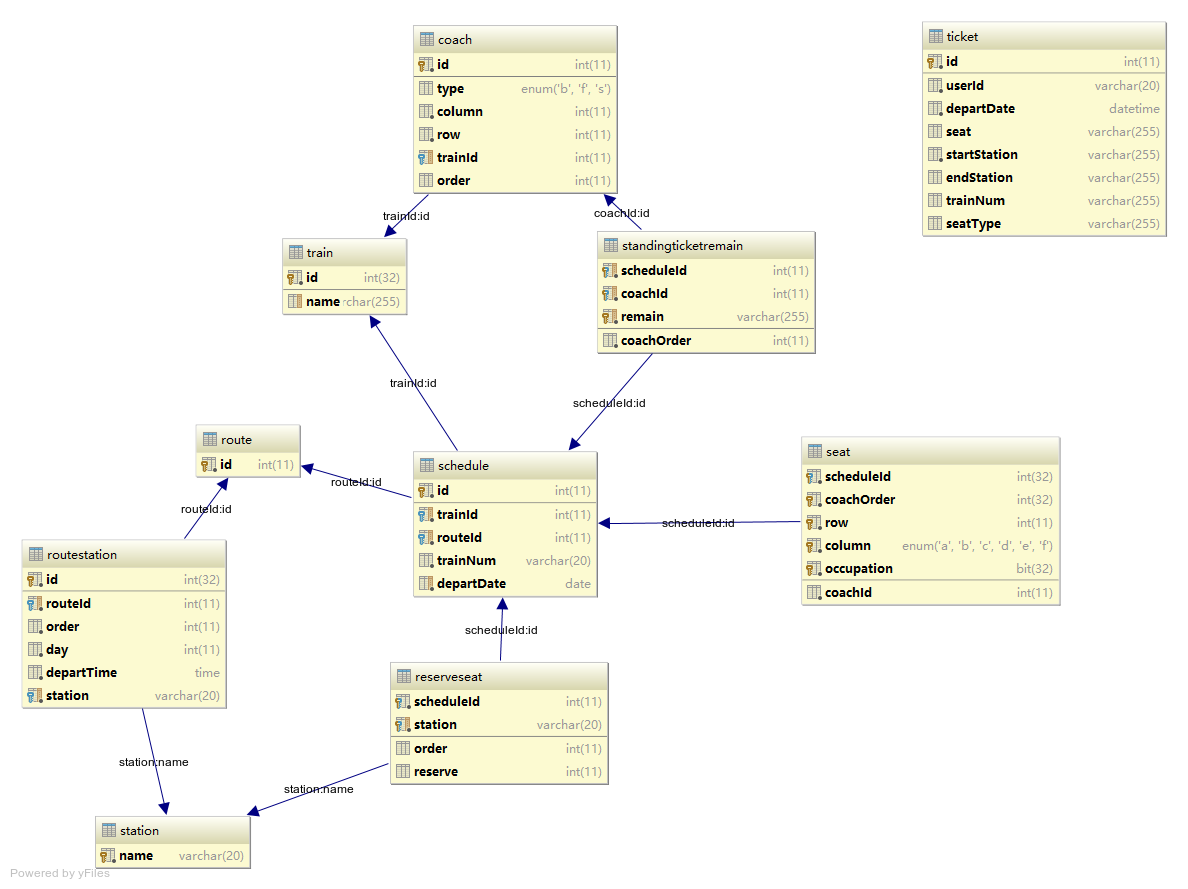 coach
id int(11)
type enum('b', 'f', 's')
column int(11)
row int(11)
trainId int(11)
order int(11)
ticket
id int(11)
userId varchar(20)
departDate datetime
seat varchar(255)
startStation varchar(255)
endStation varchar(255)
trainNum varchar(255)
seatType varchar(255)
trainId:id
coachId:id
train
id int(32)
name rchar(255)
standingticketremain
scheduleId int(11)
coachId int(11)
remain varchar(255)
coachOrder int(11)
trainId:id
scheduleId:id
route
id int(11)
routeId:id
schedule
id int(11)
trainId int(11)
routeId int(11)
trainNum varchar(20)
departDate date
scheduleId:id
seat
scheduleId int(32)
coachOrder int(32)
row int(11)
column enum('a', 'b', 'c', 'd', 'e', 'f')
occupation bit(32)
coachId int(11)
routeId:id
routestation
id int(32)
routeId int(11)
order int(11)
day int(11)
departTime time
station varchar(20)
scheduleId:id
reserveseat
scheduleId int(11)
station varchar(20)
order int(11)
reserve int(11)
station:name
station:name
station
name varchar(20)
Powered by yFiles